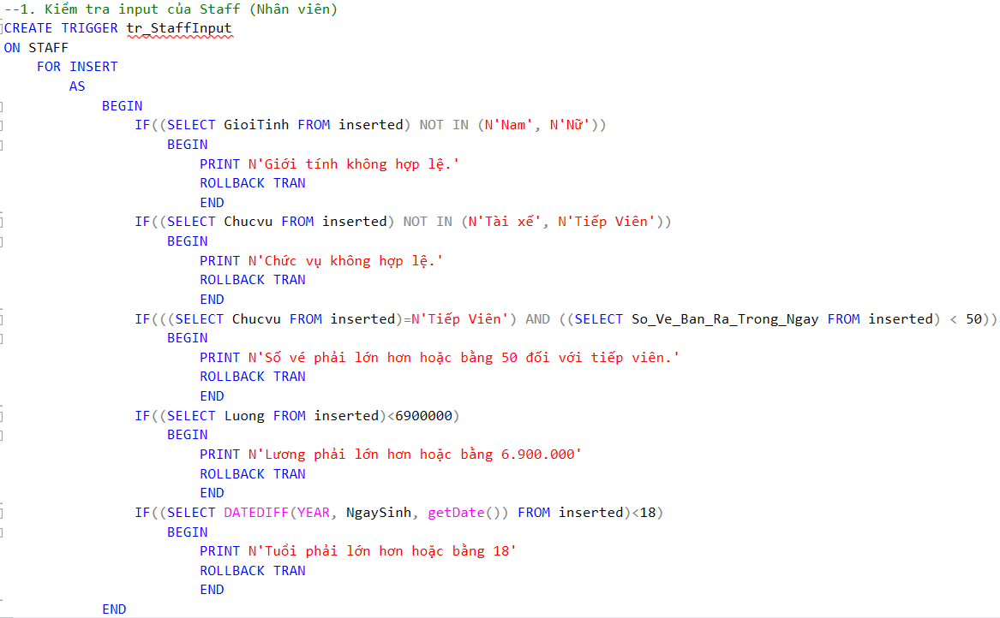 --1. Kiểm tra input của Staff (Nhân viên)
CREATE TRIGGER tr_StaffInput
ON STAFF
FOR INSERT
AS
BEGIN
IF((SELECT GioiTinh FROM inserted) NOT IN (N'Nam', N'Nữ'))
BEGIN
PRINT N'Giới tính không hợp lệ.'
ROLLBACK TRAN
END
IF((SELECT Chucvu FROM inserted) NOT IN (N'Tài xế', N'Tiếp Viên'))
BEGIN
PRINT N'Chức vụ không hợp lệ.'
ROLLBACK TRAN
END
IF(((SELECT Chucvu FROM inserted)=N'Tiếp Viên') AND ((SELECT So_Ve_Ban_Ra_Trong_Ngay FROM inserted) < 50))
BEGIN
PRINT N'Số vé phải lớn hơn hoặc bằng 50 đối với tiếp viên.'
ROLLBACK TRAN
END
IF((SELECT Luong FROM inserted)<6900000)
BEGIN
PRINT N'Lương phải lớn hơn hoặc bằng 6.900.000'
ROLLBACK TRAN
END
IF((SELECT DATEDIFF(YEAR, NgaySinh, getDate()) FROM inserted)<18)
BEGIN
PRINT N'Tuổi phải lớn hơn hoặc bằng 18'
ROLLBACK TRAN
END
END